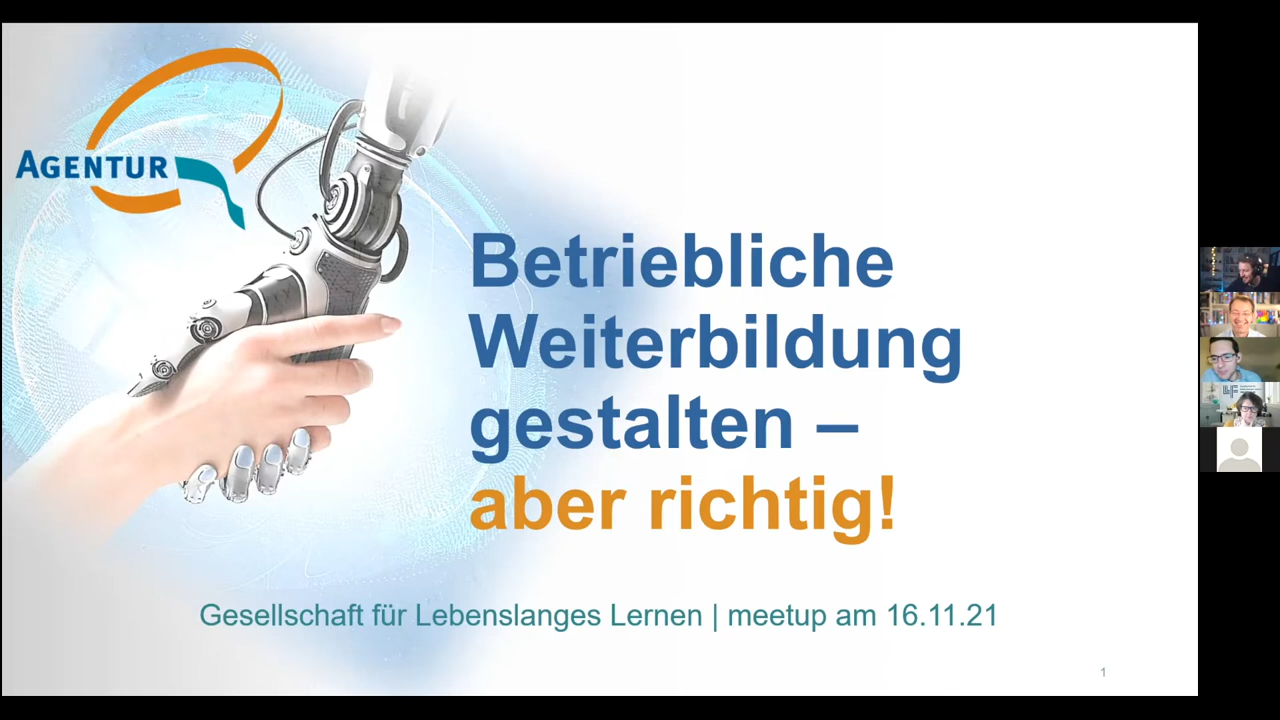 AGENTUR
Betriebliche
Weiterbildung
gestalten –
aber richtig!
Gesellschaft für Lebenslanges Lernen | meetup am 16.11.21
1